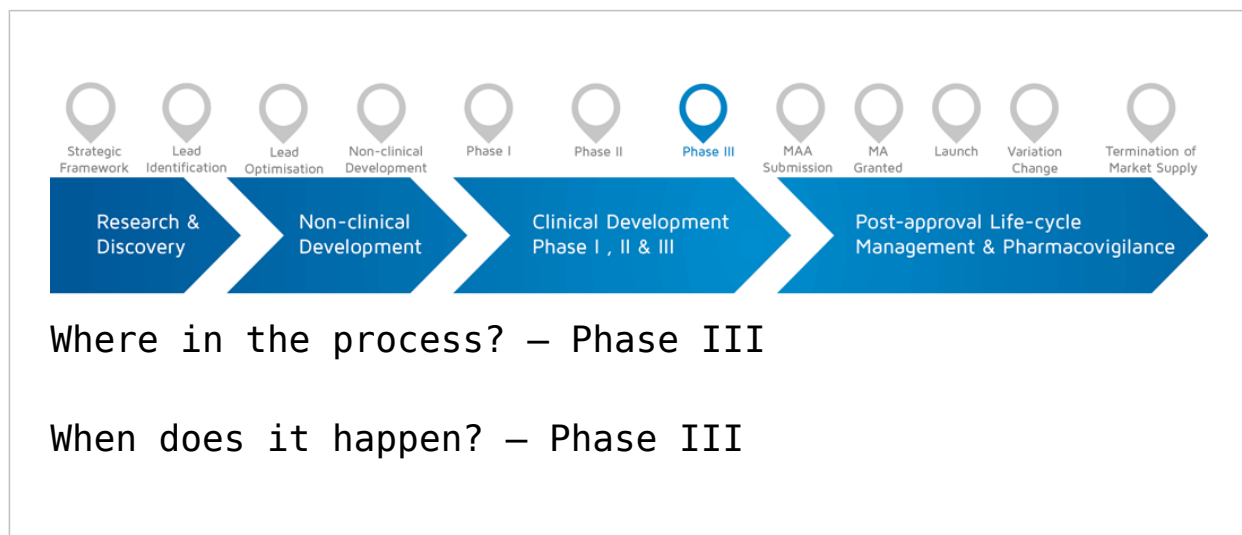 Strategic
Framework
Lead
Identification
Lead
Optimisation
Non-clinical
Development
Phase I
Phase II
Phase III
MAA
Submission
MA
Granted
Launch
Variation
Change
Termination of
Market Supply
Research &
Discovery
Non-clinical
Development
Clinical Development
Phase I , II & III
Post-approval Life-cycle
Management & Pharmacovigilance
Where in the process? – Phase III
When does it happen? – Phase III